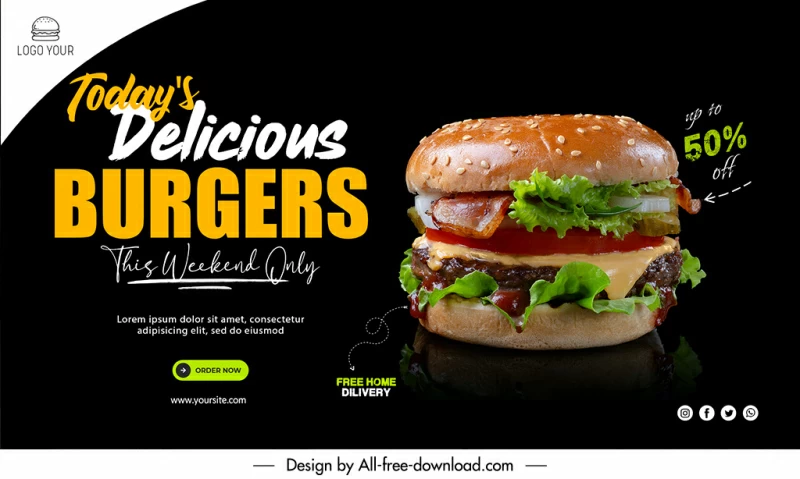 LOGO YOUR
Today's
Delicious
BURGERS
This Weekend Only
Lorem ipsum dolor sit amet, consectetur
adipisicing elit, sed do eiusmod
ORDER NOW
www.yoursite.com
up to
50%
off
FREE HOME
DILIVERY
Design by All-free-download.com